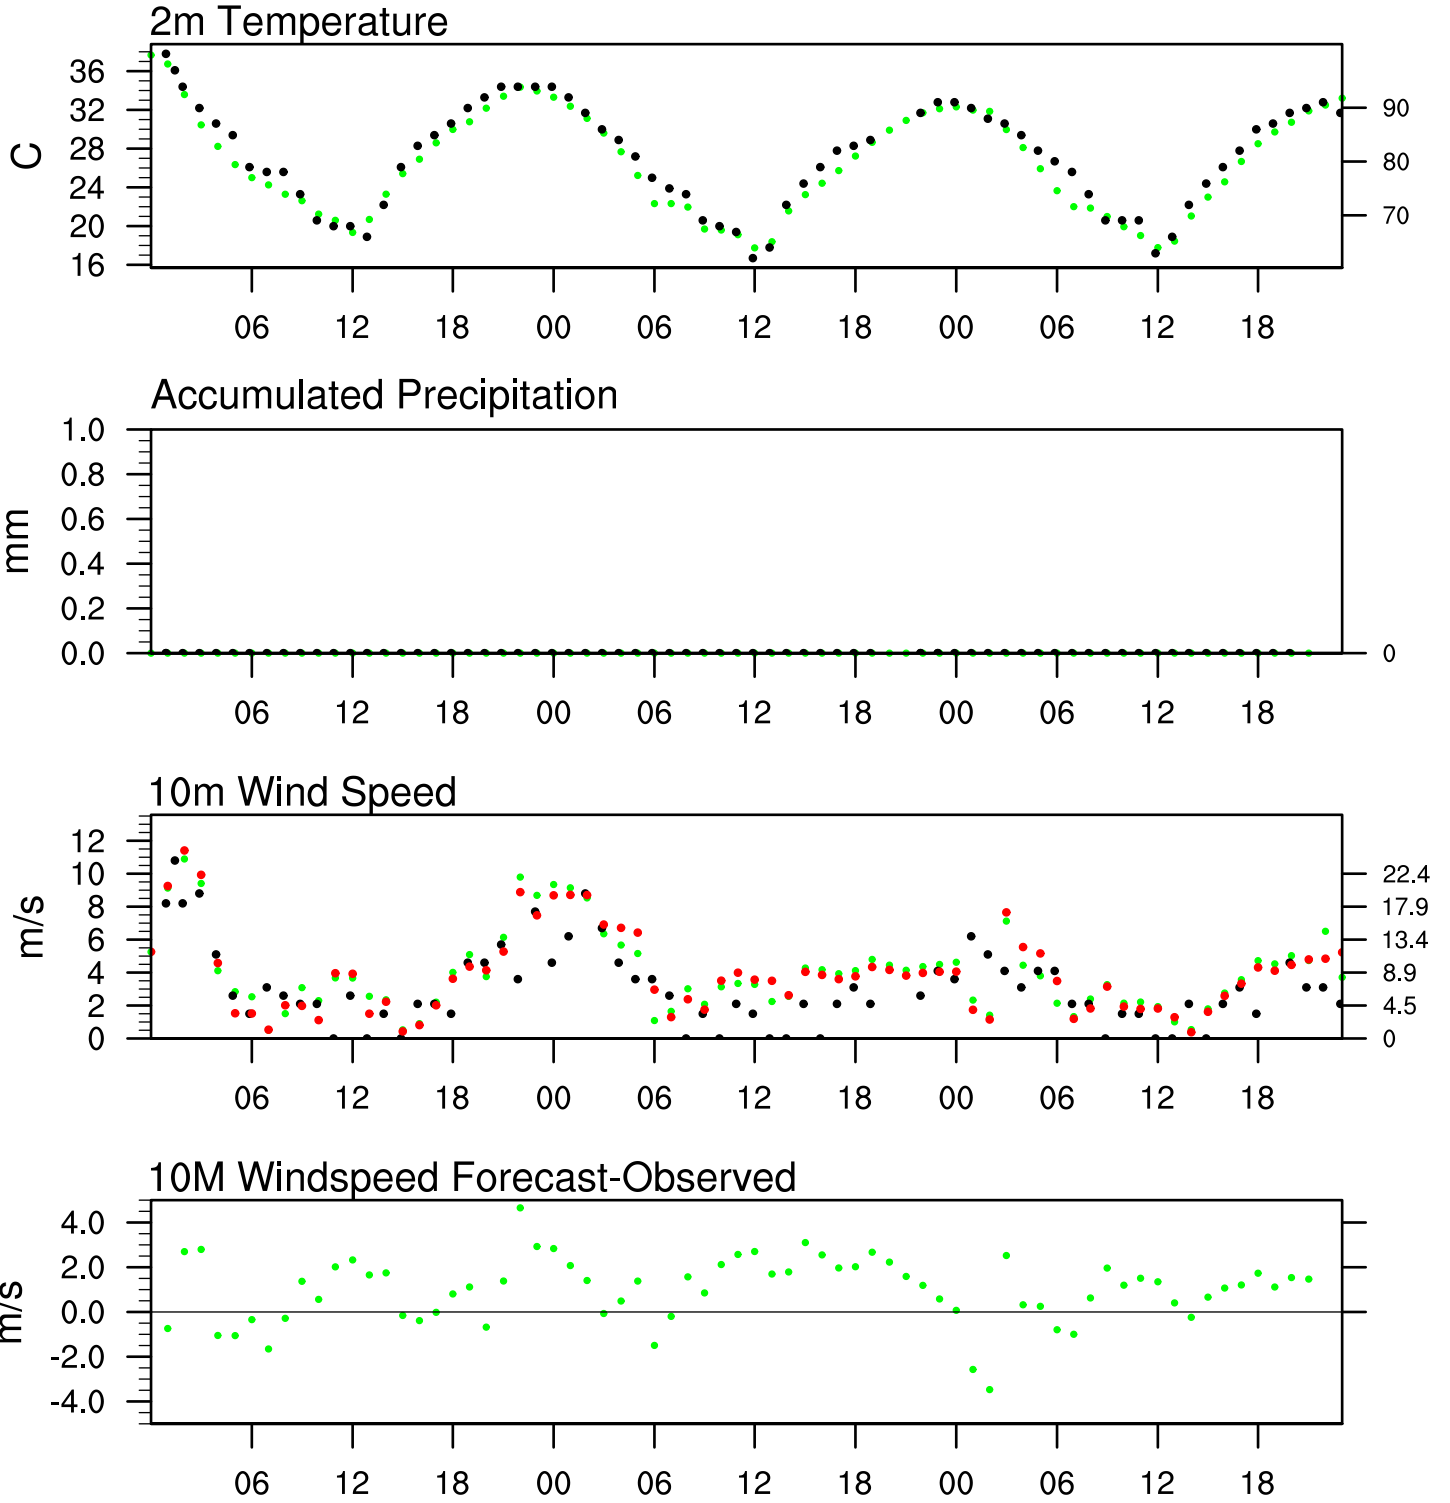 2m Temperature
36
32
28
24
20
16
C
90
80
70
06 12 18 00 06 12 18 00 06 12 18
Accumulated Precipitation
1.0
0.8
0.6
0.4
0.2
0.0
mm
0
06 12 18 00 06 12 18 00 06 12 18
10m Wind Speed
12
10
8
6
4
2
0
m/s
22.4
17.9
13.4
8.9
4.5
0
06 12 18 00 06 12 18 00 06 12 18
10M Windspeed Forecast-Observed
4.0
2.0
0.0
-2.0
-4.0
m/s
06 12 18 00 06 12 18 00 06 12 18